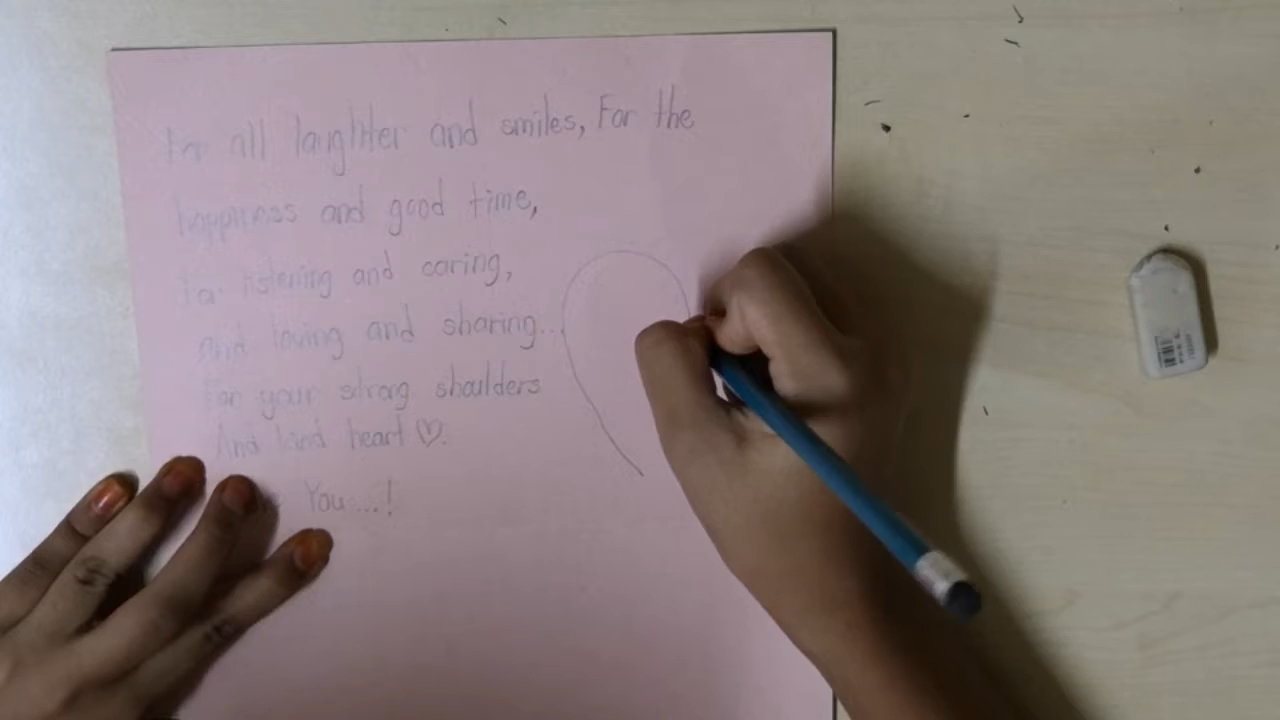 For all laughter and smiles, For the
happieness and good time,
For listening and caring,
And loving and sharing...
For your strong shoulders
And kind heart ♡.
You...!